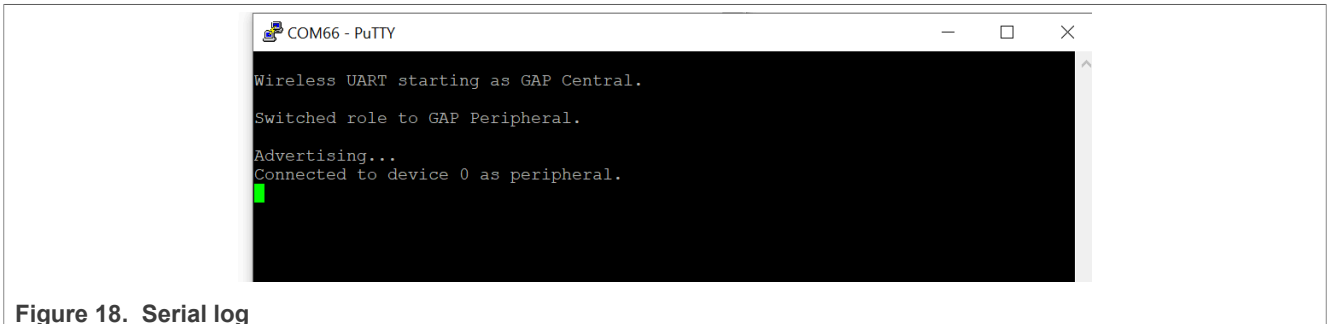 COM66 - PuTTY
Wireless UART starting as GAP Central.
Switched role to GAP Peripheral.
Advertising...
Connected to device 0 as peripheral.
Figure 18. Serial log